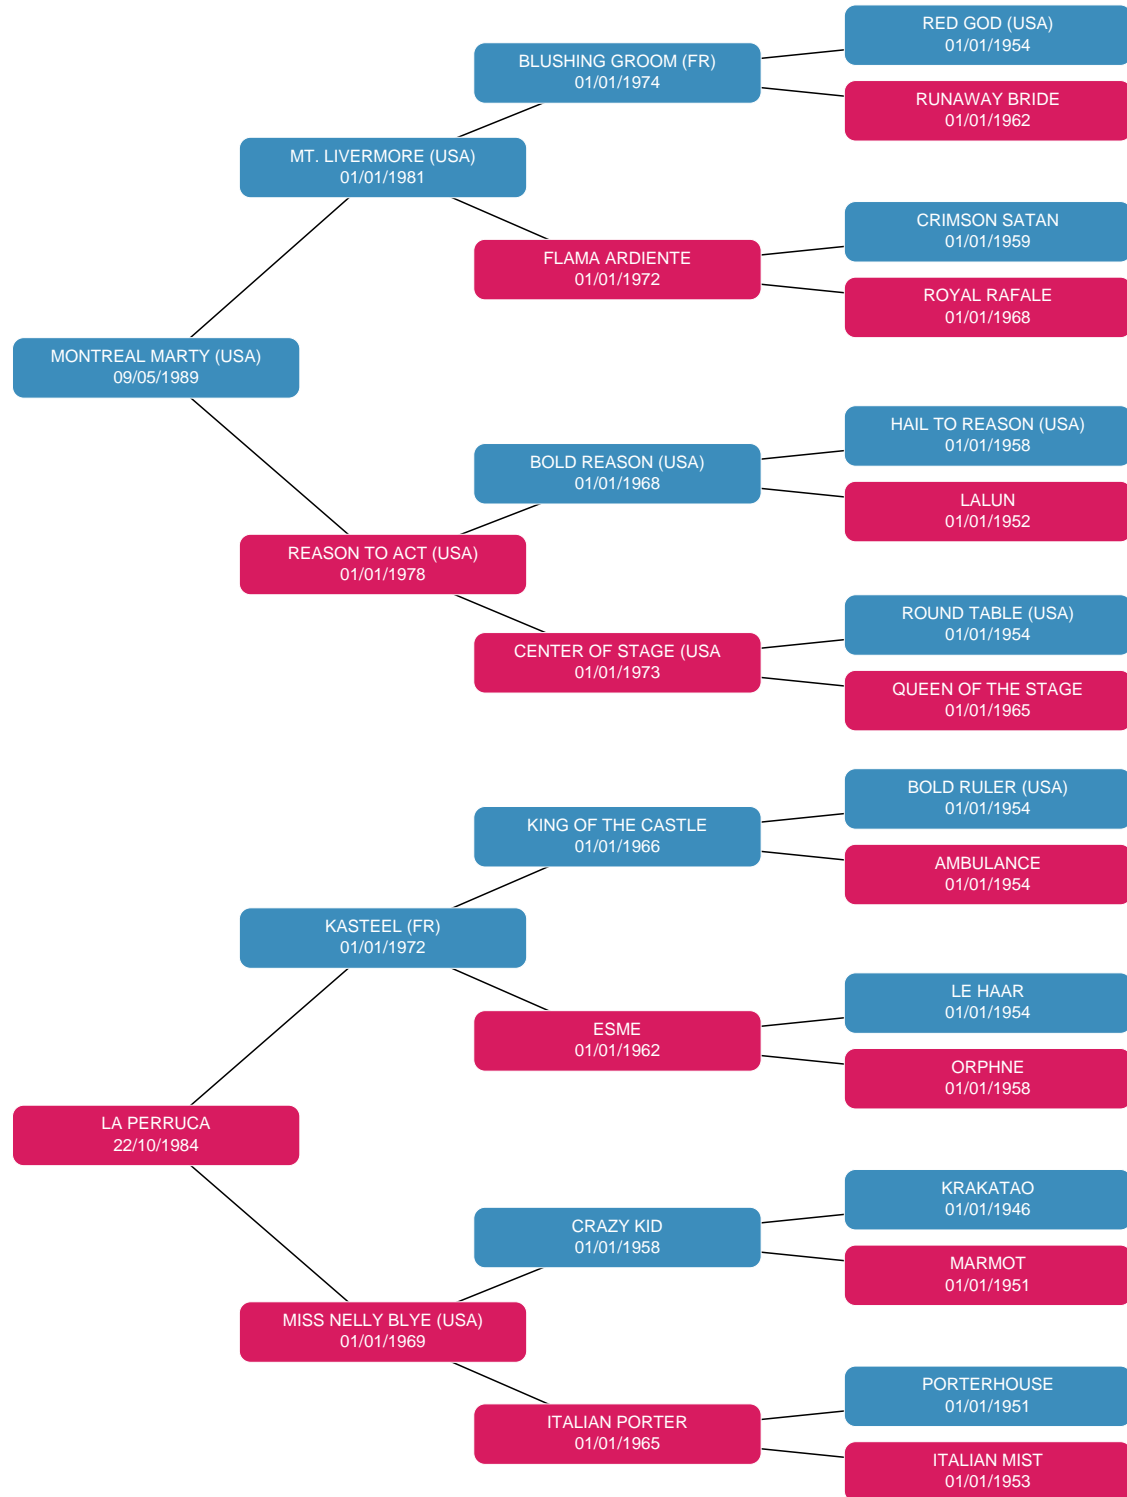 RED GOD (USA)
01/01/1954
BLUSHING GROOM (FR)
01/01/1974
RUNAWAY BRIDE
01/01/1962
MT. LIVERMORE (USA)
01/01/1981
CRIMSON SATAN
01/01/1959
FLAMA ARDIENTE
01/01/1972
ROYAL RAFALE
01/01/1968
MONTREAL MARTY (USA)
09/05/1989
HAIL TO REASON (USA)
01/01/1958
BOLD REASON (USA)
01/01/1968
LALUN
01/01/1952
REASON TO ACT (USA)
01/01/1978
ROUND TABLE (USA)
01/01/1954
CENTER OF STAGE (USA
01/01/1973
QUEEN OF THE STAGE
01/01/1965
BOLD RULER (USA)
01/01/1954
KING OF THE CASTLE
01/01/1966
AMBULANCE
01/01/1954
KASTEEL (FR)
01/01/1972
LE HAAR
01/01/1954
ESME
01/01/1962
ORPHNE
01/01/1958
LA PERRUCA
22/10/1984
KRAKATAO
01/01/1946
CRAZY KID
01/01/1958
MARMOT
01/01/1951
MISS NELLY BLYE (USA)
01/01/1969
PORTERHOUSE
01/01/1951
ITALIAN PORTER
01/01/1965
ITALIAN MIST
01/01/1953